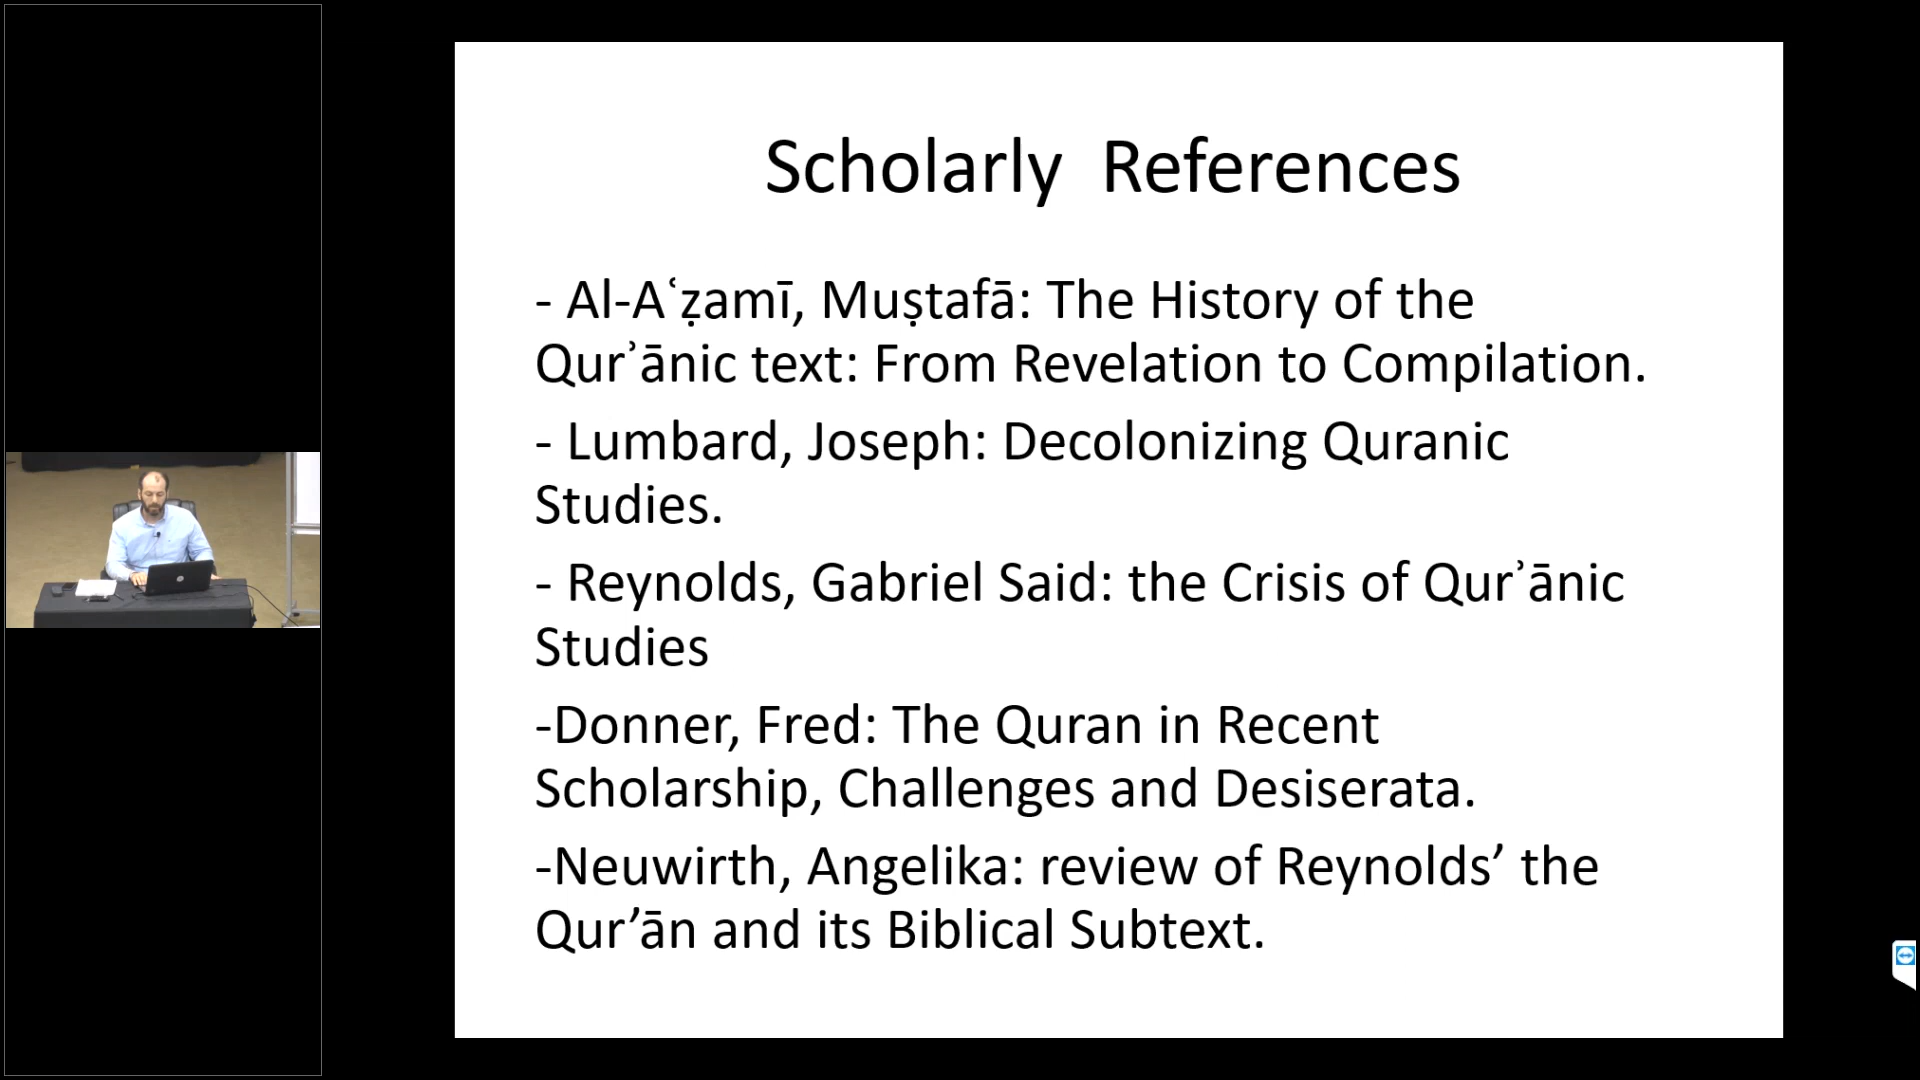 Scholarly  References
- Al-Aʿẓamī, Muṣtafā: The History of the
Qurʾānic text: From Revelation to Compilation.
- Lumbard, Joseph: Decolonizing Quranic
Studies.
- Reynolds, Gabriel Said: the Crisis of Qurʾānic
Studies
-Donner, Fred: The Quran in Recent
Scholarship, Challenges and Desiserata.
-Neuwirth, Angelika: review of Reynolds’ the
Qur’ān and its Biblical Subtext.